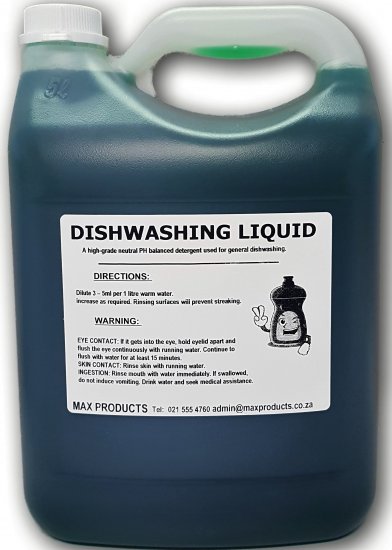 5L
DISHWASHING LIQUID
A high-grade neutral PH balanced detergent used for general dishwashing.
DIRECTIONS:
Dilute 3 – 5ml per 1 litre warm water.
increase as required. Rinsing surfaces will prevent streaking.
WARNING:
EYE CONTACT: If it gets into the eye, hold eyelid apart and
flush the eye continuously with running water. Continue to
flush with water for at least 15 minutes.
SKIN CONTACT: Rinse skin with running water.
INGESTION: Rinse mouth with water immediately. If swallowed,
do not induce vomiting. Drink water and seek medical assistance.
MAX PRODUCTS Tel: 021 555 4760 admin@maxproducts.co.za